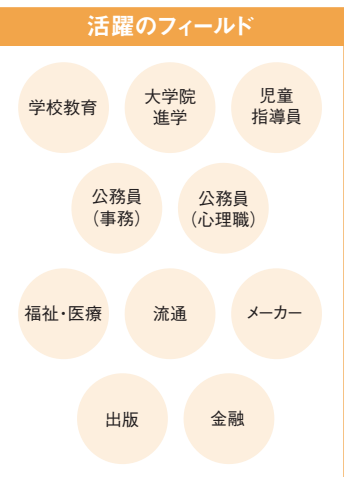 活躍のフィールド
学校教育
大学院
進学
児童
指導員
公務員
（事務）
公務員
（心理職）
福祉・医療
流通
メーカー
出版
金融